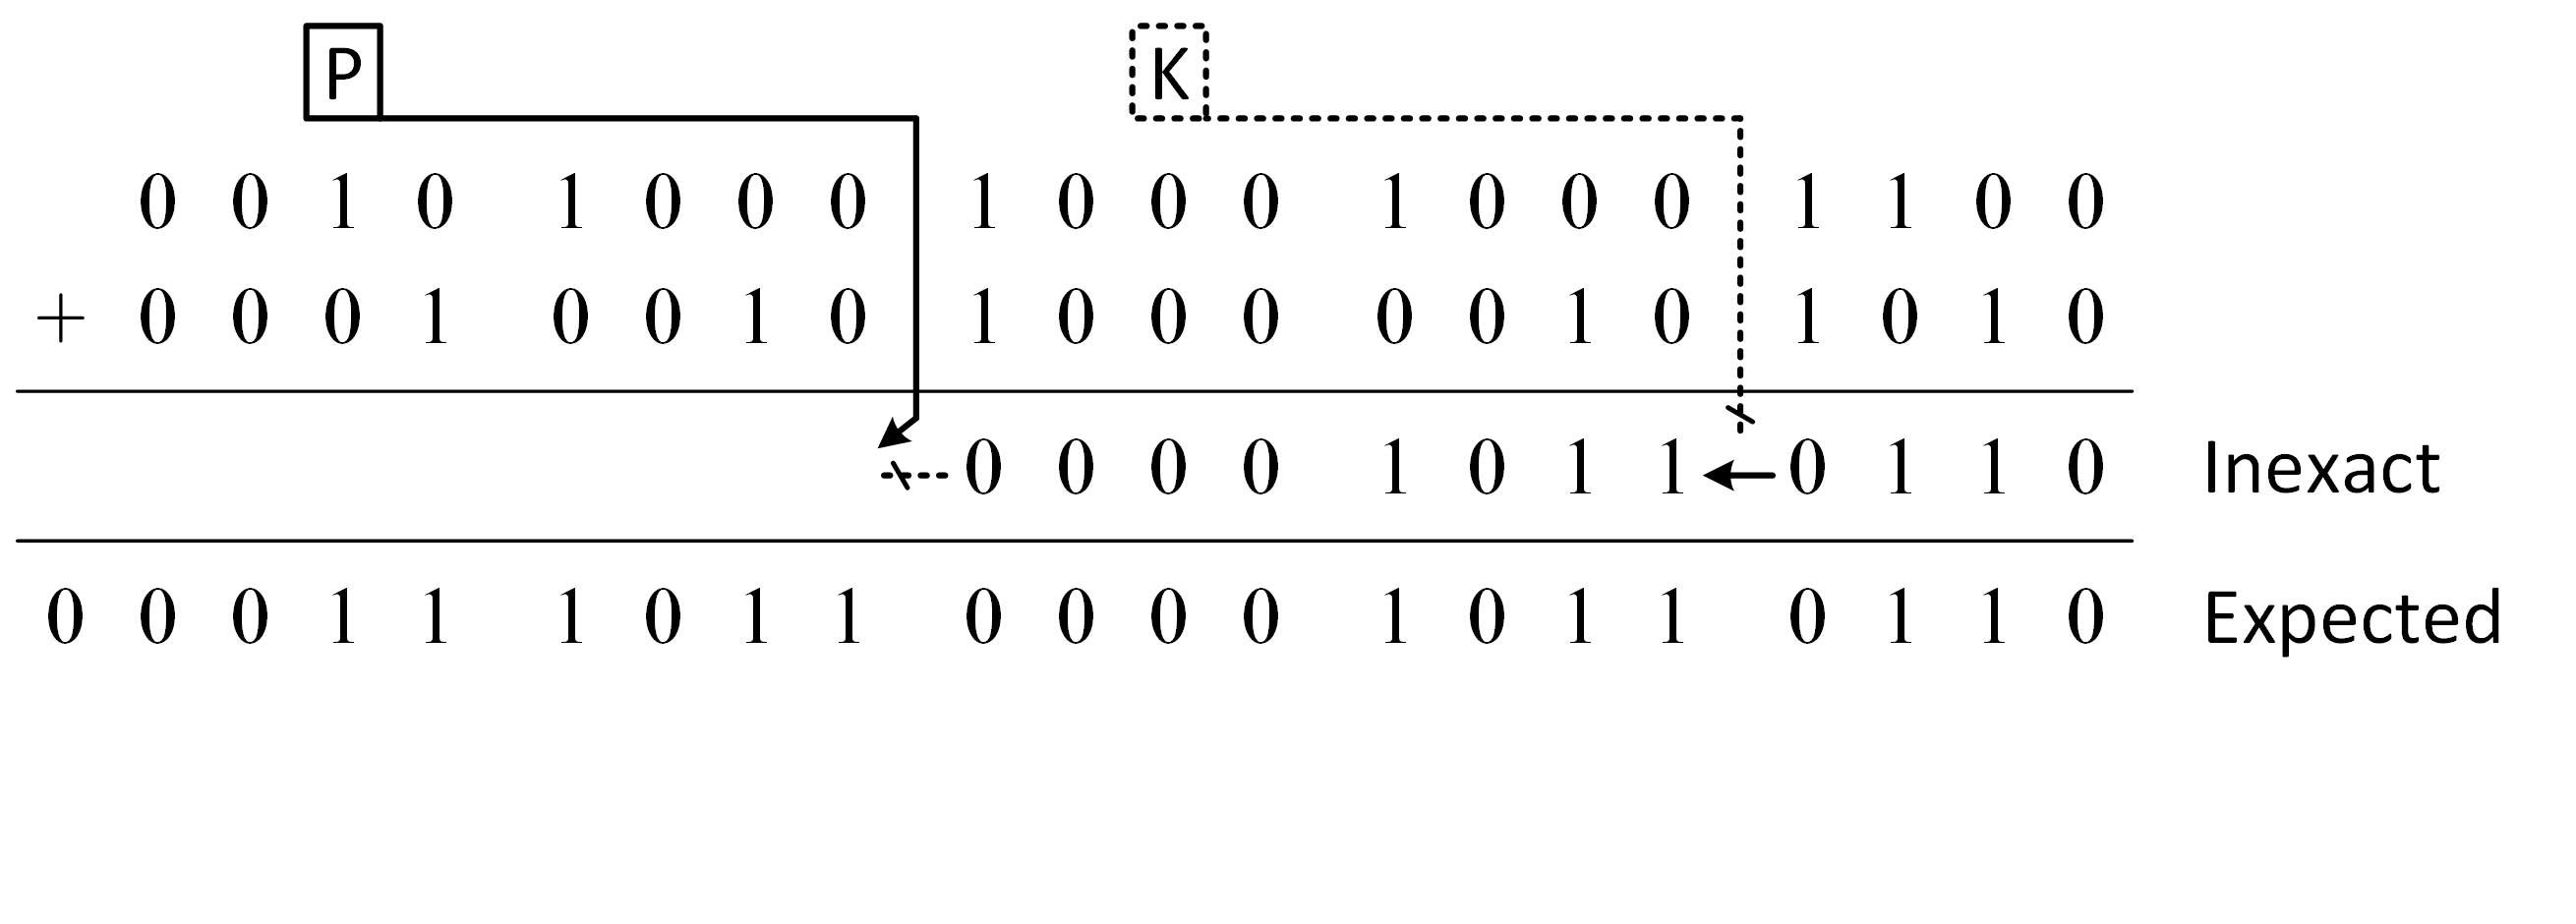 P K
0 0 1 0 1 0 0 0 1 0 0 0 1 0 0 0 1 1 0 0
+ 0 0 0 1 0 0 1 0 1 0 0 0 0 0 1 0 1 0 1 0
0 0 0 0 1 0 1 1 0 1 1 0 Inexact
0 0 0 1 1 1 0 1 1 0 0 0 0 1 0 1 1 0 1 1 0 Expected